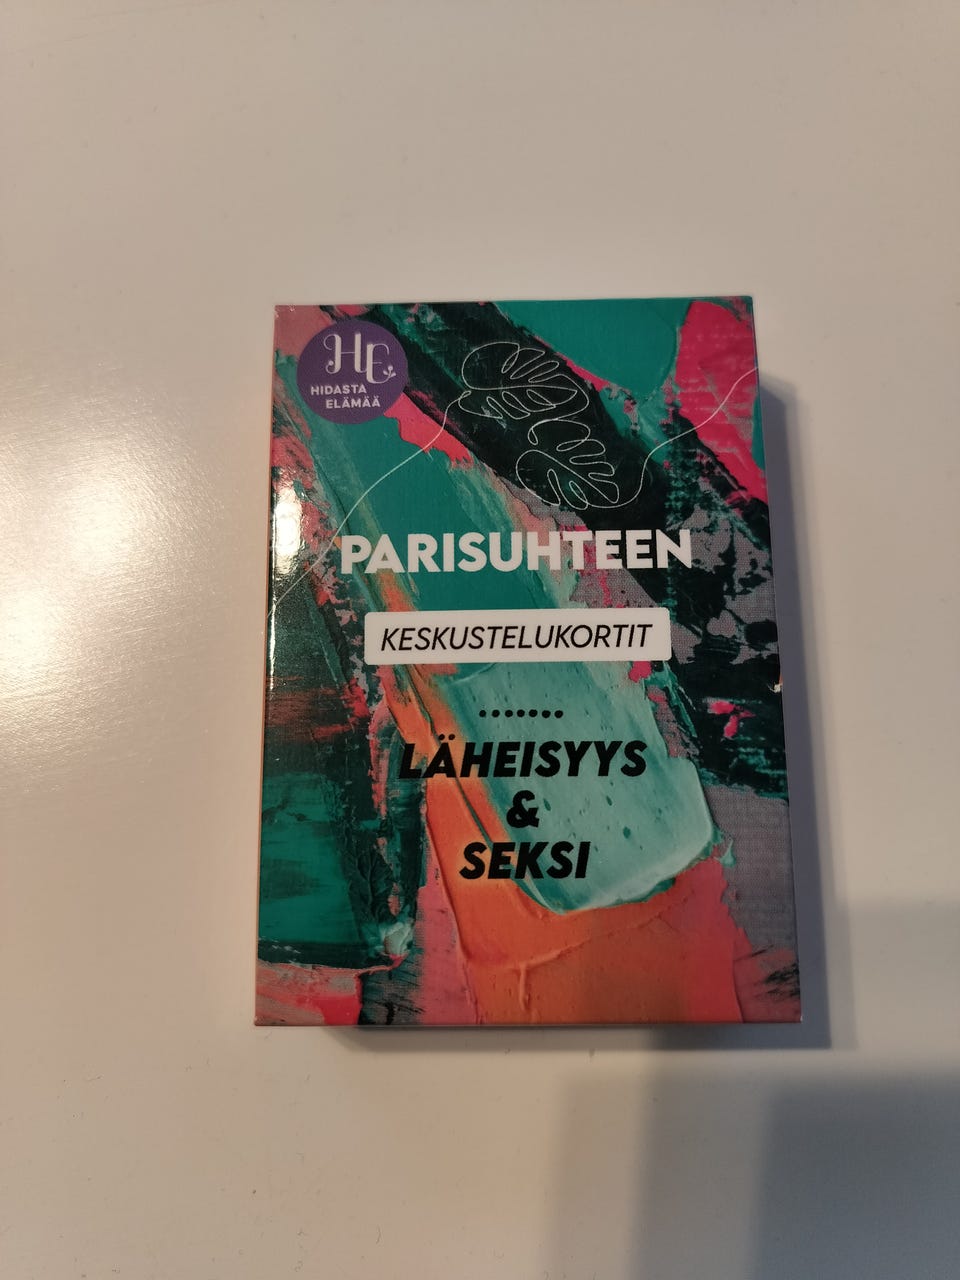 HE
HIDASTA
ELÄMÄÄ
PARISUHTEEN
KESKUSTELUKORTIT
.......
LÄHEISYYS
&
SEKSI